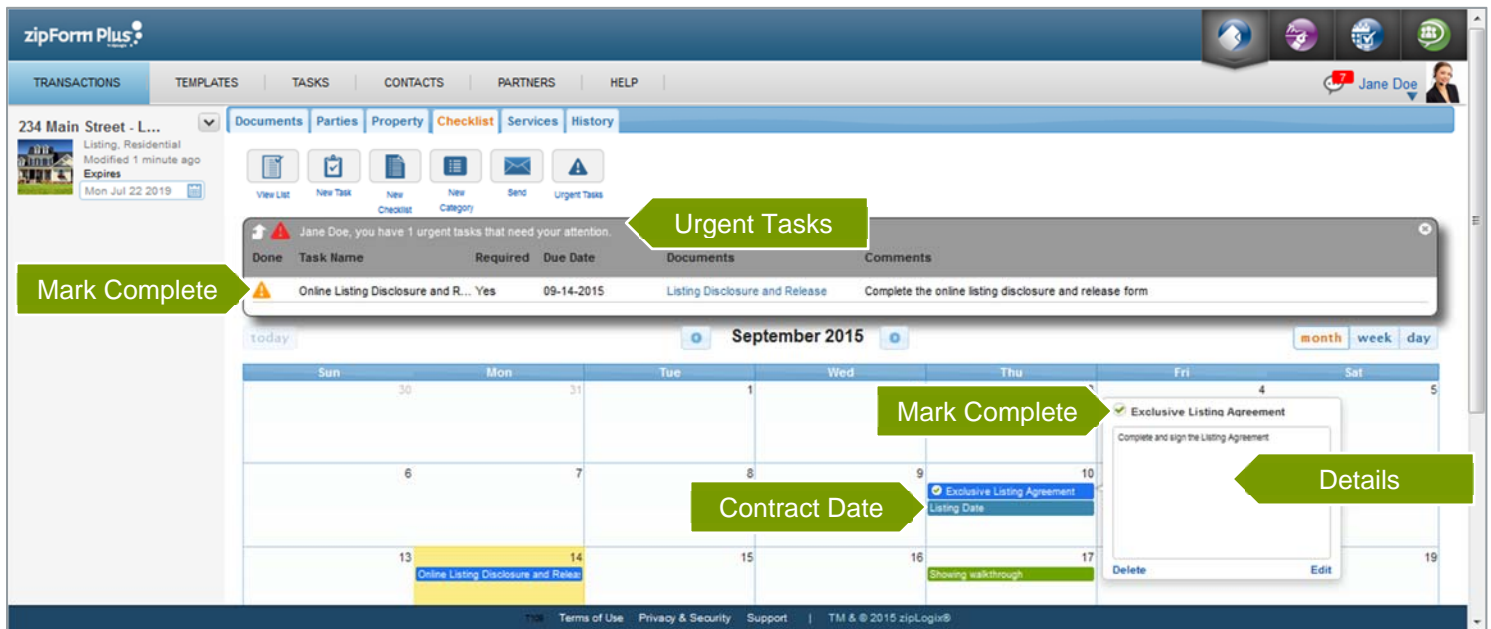 zipForm Plus
TRANSACTIONS TEMPLATES TASKS CONTACTS PARTNERS HELP
7 Jane Doe
234 Main Street - L...
Listing, Residential
Modified 1 minute ago
Expires
Mon Jul 22 2019
Documents Parties Property Checklist Services History
View List New Task New Checklist New Category Send Urgent Tasks
Jane Doe, you have 1 urgent tasks that need your attention.
Urgent Tasks
Done Task Name Required Due Date Documents Comments
Mark Complete
Online Listing Disclosure and R... Yes 09-14-2015 Listing Disclosure and Release Complete the online listing disclosure and release form
today September 2015 month week day
Sun Mon Tue Wed Thu Fri Sat
30 31 1 4 5
Mark Complete
Exclusive Listing Agreement
Complete and sign the Listing Agreement
Details
Delete Edit
6 7 8 9 10
Exclusive Listing Agreement
Contract Date
Listing Date
13 14 15 16 17 19
Online Listing Disclosure and Releas
Showing walkthrough
Terms of Use Privacy & Security Support | TM & © 2015 zipLogix®